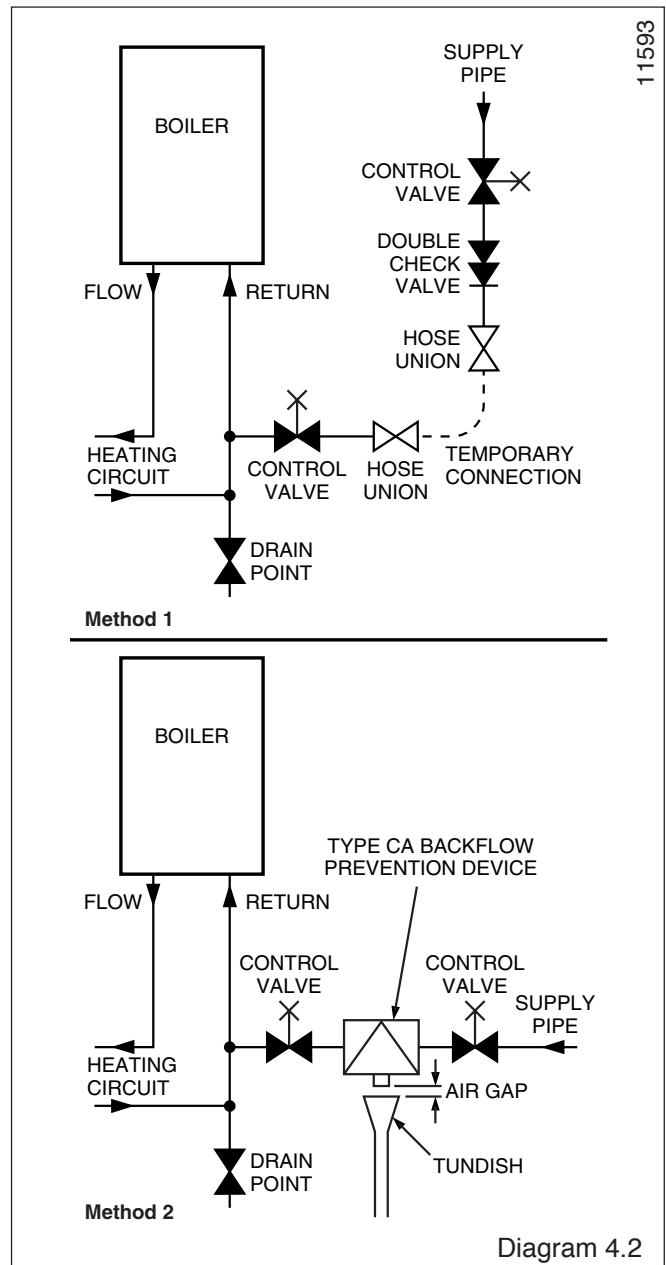 11593
SUPPLY
PIPE
BOILER
CONTROL
VALVE
DOUBLE
CHECK
VALVE
FLOW
RETURN
HOSE
UNION
HEATING
CIRCUIT
CONTROL
VALVE
HOSE
UNION
TEMPORARY
CONNECTION
DRAIN
POINT
Method 1
BOILER
TYPE CA BACKFLOW
PREVENTION DEVICE
FLOW
RETURN
CONTROL
VALVE
CONTROL
VALVE
SUPPLY
PIPE
HEATING
CIRCUIT
AIR GAP
DRAIN
POINT
TUNDISH
Method 2
Diagram 4.2